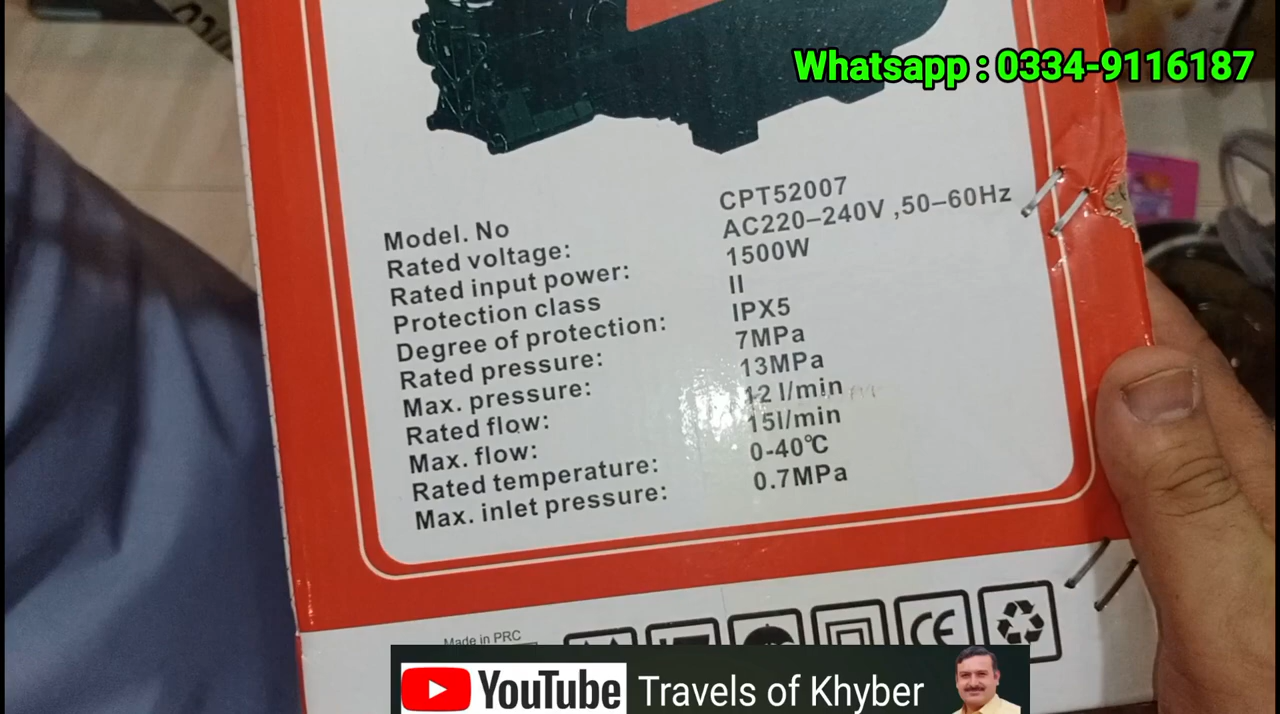 Whatsapp : 0334-9116187
Model. No CPT52007
Rated voltage: AC220–240V ,50–60Hz
Rated input power: 1500W
Protection class II
Degree of protection: IPX5
Rated pressure: 7MPa
Max. pressure: 13MPa
Rated flow: 12 l/min
Max. flow: 15l/min
Rated temperature: 0-40℃
Max. inlet pressure: 0.7MPa
Made in PRC
CE
YouTube Travels of Khyber